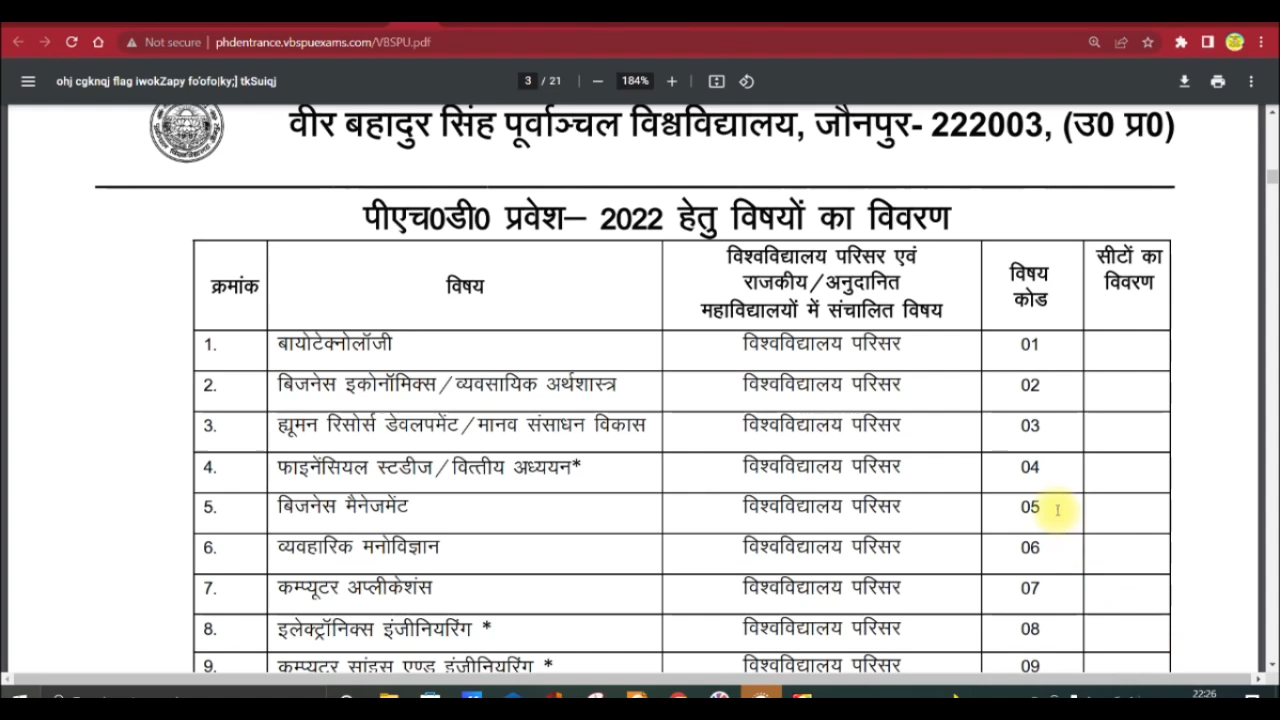 Not secure | phdentrance.vbspuexams.com/VBSPU.pdf
ohj cgknqj flag iwokZapy fo'ofo|ky;] tkSuiqj 3 / 21 184%
वीर बहादुर सिंह पूर्वाञ्चल विश्वविद्यालय, जौनपुर- 222003, (उ0 प्र0)
पीएच0डी0 प्रवेश– 2022 हेतु विषयों का विवरण
क्रमांक विषय विश्वविद्यालय परिसर एवं राजकीय/अनुदानित महाविद्यालयों में संचालित विषय विषय कोड सीटों का विवरण
1. बायोटेक्नोलॉजी विश्वविद्यालय परिसर 01
2. बिजनेस इकोनॉमिक्स/व्यवसायिक अर्थशास्त्र विश्वविद्यालय परिसर 02
3. ह्यूमन रिसोर्स डेवलपमेंट/मानव संसाधन विकास विश्वविद्यालय परिसर 03
4. फाइनेंसियल स्टडीज/वित्तीय अध्ययन* विश्वविद्यालय परिसर 04
5. बिजनेस मैनेजमेंट विश्वविद्यालय परिसर 05
6. व्यवहारिक मनोविज्ञान विश्वविद्यालय परिसर 06
7. कम्प्यूटर अप्लीकेशंस विश्वविद्यालय परिसर 07
8. इलेक्ट्रॉनिक्स इंजीनियरिंग * विश्वविद्यालय परिसर 08
9. कम्प्यूटर सांइस एण्ड इंजीनियरिंग * विश्वविद्यालय परिसर 09
22:26